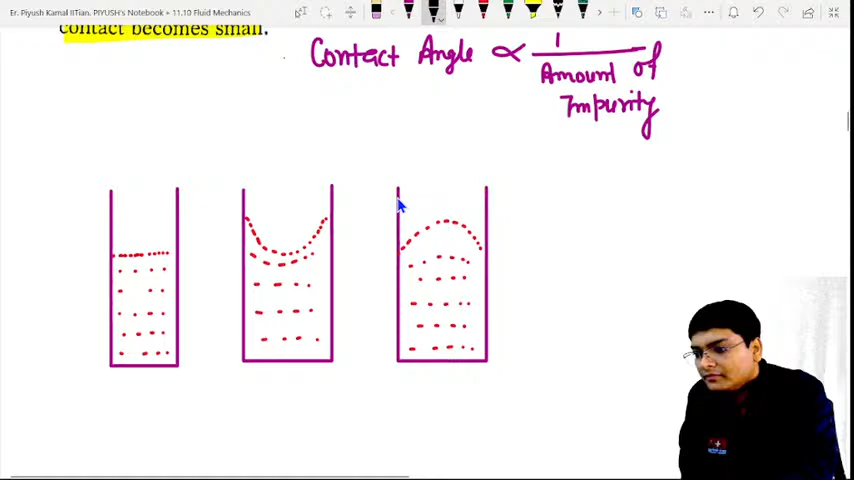 Er. Piyush Kamal IITian. PIYUSH's Notebook » 11.10 Fluid Mechanics
contact becomes small.
Contact Angle ∝ 1
Amount of
Impurity